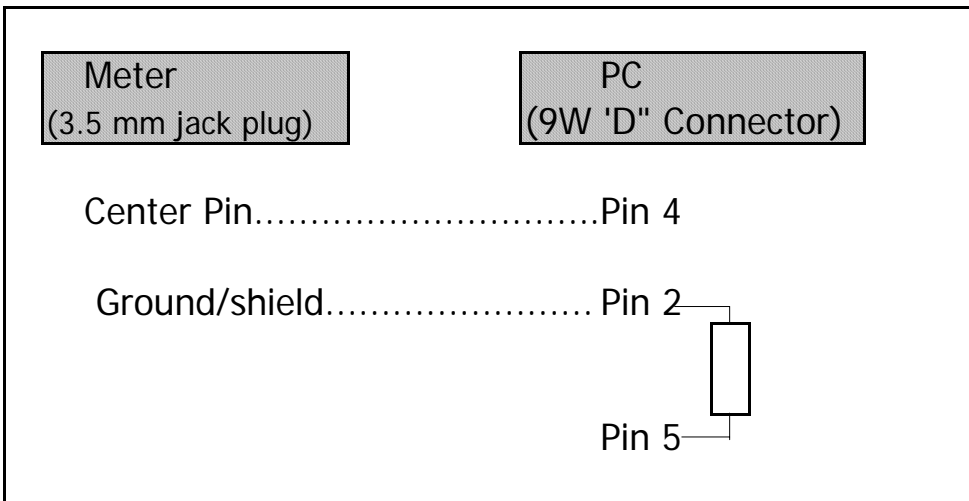 Meter
(3.5 mm jack plug)
PC
(9W 'D" Connector)
Center Pin...............................Pin 4
Ground/shield........................ Pin 2
Pin 5